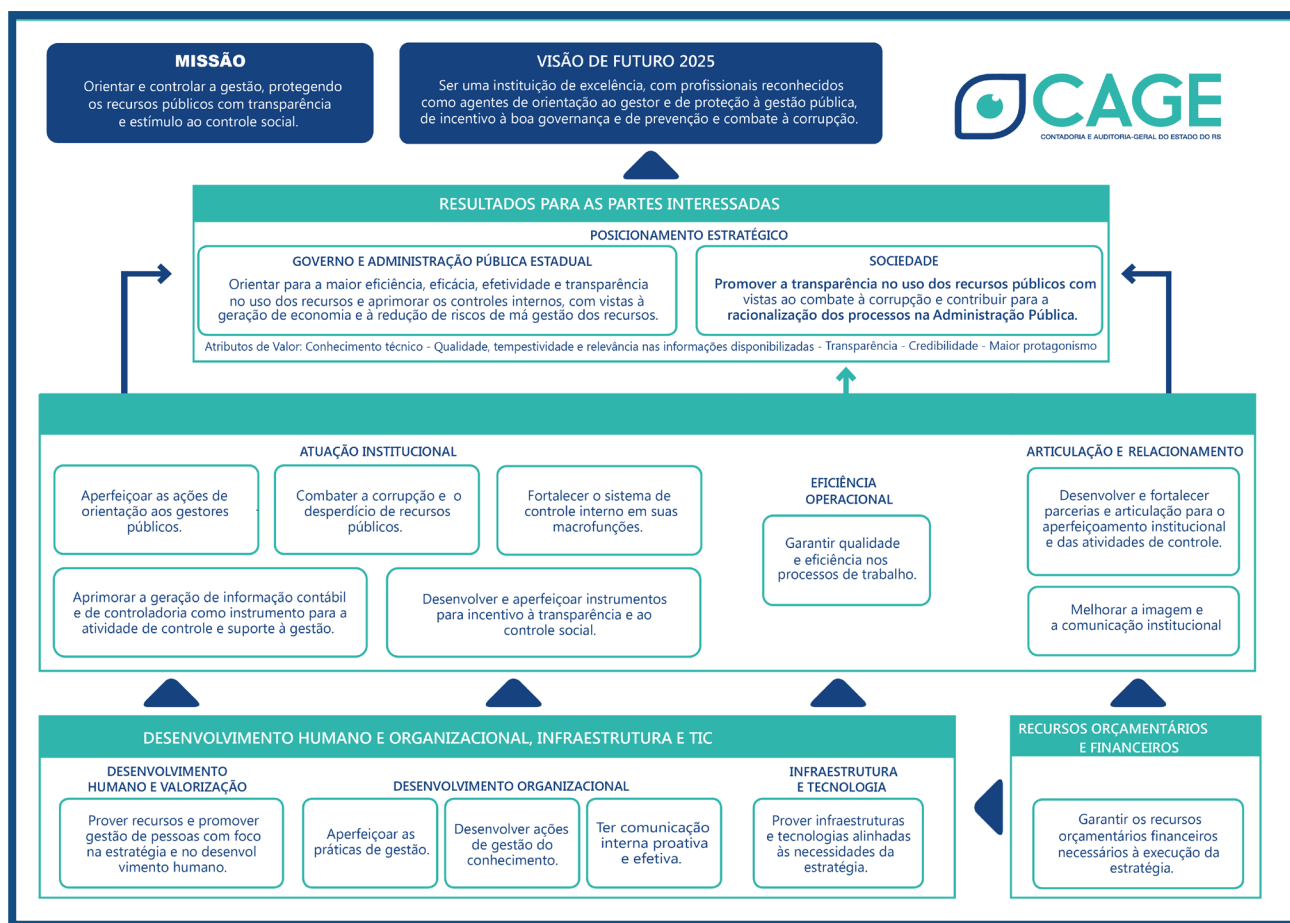 MISSÃO
Orientar e controlar a gestão, protegendo
os recursos públicos com transparência
e estímulo ao controle social.
VISÃO DE FUTURO 2025
Ser uma instituição de excelência, com profissionais reconhecidos
como agentes de orientação ao gestor e de proteção à gestão pública,
de incentivo à boa governança e de prevenção e combate à corrupção.
CAGE
CONTADORIA E AUDITORIA-GERAL DO ESTADO DO RS
RESULTADOS PARA AS PARTES INTERESSADAS
POSICIONAMENTO ESTRATÉGICO
GOVERNO E ADMINISTRAÇÃO PÚBLICA ESTADUAL
Orientar para a maior eficiência, eficácia, efetividade e transparência
no uso dos recursos e aprimorar os controles internos, com vistas à
geração de economia e à redução de riscos de má gestão dos recursos.
SOCIEDADE
Promover a transparência no uso dos recursos públicos com
vistas ao combate à corrupção e contribuir para a
racionalização dos processos na Administração Pública.
Atributos de Valor: Conhecimento técnico - Qualidade, tempestividade e relevância nas informações disponibilizadas - Transparência - Credibilidade - Maior protagonismo
ATUAÇÃO INSTITUCIONAL
Aperfeiçoar as ações de
orientação aos gestores
públicos.
Combater a corrupção e o
desperdício de recursos
públicos.
Fortalecer o sistema de
controle interno em suas
macrofunções.
Aprimorar a geração de informação contábil
e de controladoria como instrumento para a
atividade de controle e suporte à gestão.
Desenvolver e aperfeiçoar instrumentos
para incentivo à transparência e ao
controle social.
EFICIÊNCIA
OPERACIONAL
Garantir qualidade
e eficiência nos
processos de trabalho.
ARTICULAÇÃO E RELACIONAMENTO
Desenvolver e fortalecer
parcerias e articulação para o
aperfeiçoamento institucional
e das atividades de controle.
Melhorar a imagem e
a comunicação institucional
DESENVOLVIMENTO HUMANO E ORGANIZACIONAL, INFRAESTRUTURA E TIC
DESENVOLVIMENTO
HUMANO E VALORIZAÇÃO
Prover recursos e promover
gestão de pessoas com foco
na estratégia e no desenvol
vimento humano.
DESENVOLVIMENTO ORGANIZACIONAL
Aperfeiçoar as
práticas de gestão.
Desenvolver ações
de gestão do
conhecimento.
Ter comunicação
interna proativa
e efetiva.
INFRAESTRUTURA
E TECNOLOGIA
Prover infraestruturas
e tecnologias alinhadas
às necessidades da
estratégia.
RECURSOS ORÇAMENTÁRIOS
E FINANCEIROS
Garantir os recursos
orçamentários financeiros
necessários à execução da
estratégia.